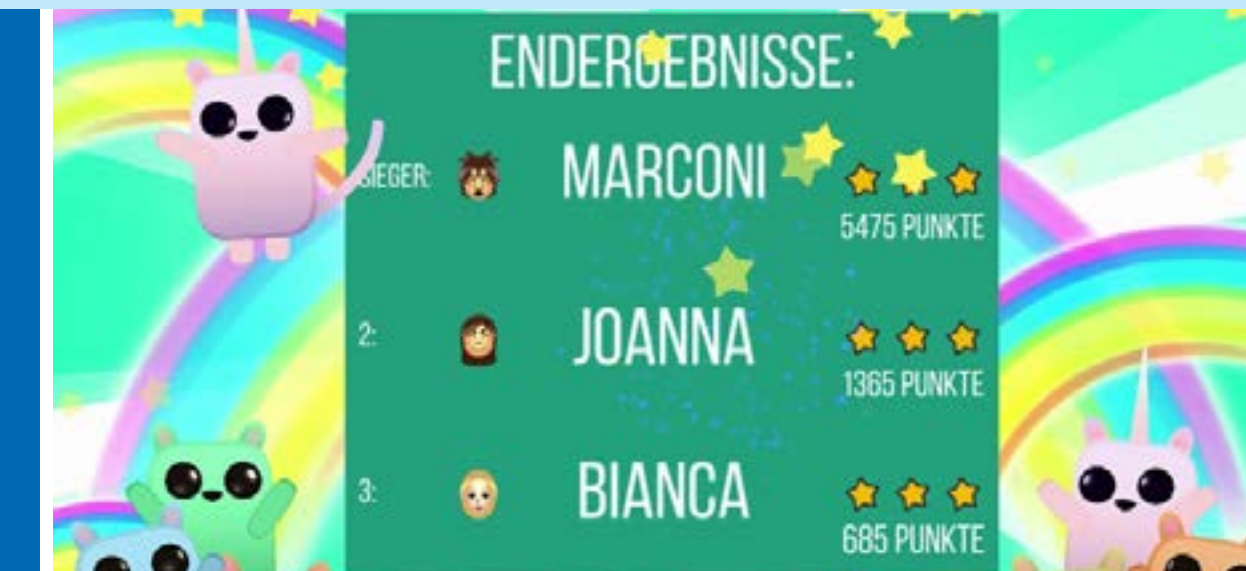 ENDERGEBNISSE:
SIEGER: MARCONI
5475 PUNKTE
2: JOANNA
1365 PUNKTE
3: BIANCA
685 PUNKTE